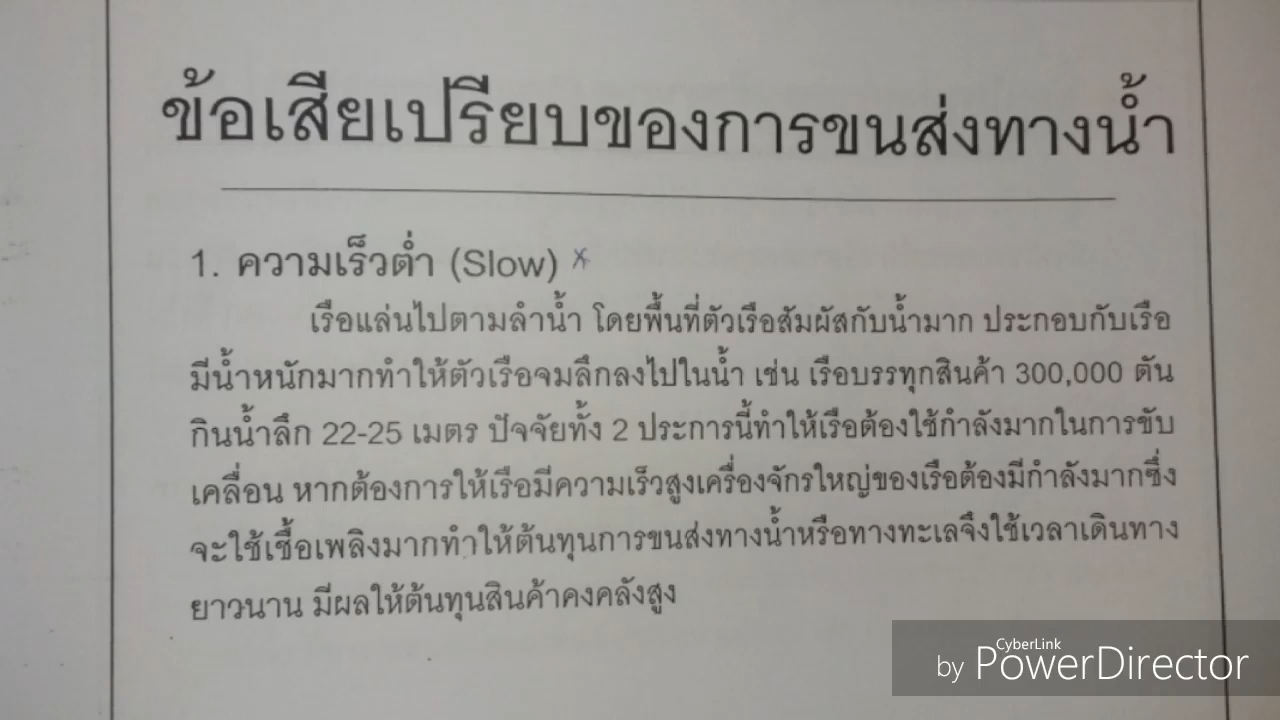 ข้อเสียเปรียบของการขนส่งทางน้ำ
1. ความเร็วต่ำ (Slow) x
เรือแล่นไปตามลำน้ำ โดยพื้นที่ตัวเรือสัมผัสกับน้ำมาก ประกอบกับเรือ
มีน้ำหนักมากทำให้ตัวเรือจมลึกลงไปในน้ำ เช่น เรือบรรทุกสินค้า 300,000 ตัน
กินน้ำลึก 22-25 เมตร ปัจจัยทั้ง 2 ประการนี้ทำให้เรือต้องใช้กำลังมากในการขับ
เคลื่อน หากต้องการให้เรือมีความเร็วสูงเครื่องจักรใหญ่ของเรือต้องมีกำลังมากซึ่ง
จะใช้เชื้อเพลิงมากทำให้ต้นทุนการขนส่งทางน้ำหรือทางทะเลจึงใช้เวลาเดินทาง
ยาวนาน มีผลให้ต้นทุนสินค้าคงคลังสูง
CyberLink
by PowerDirector